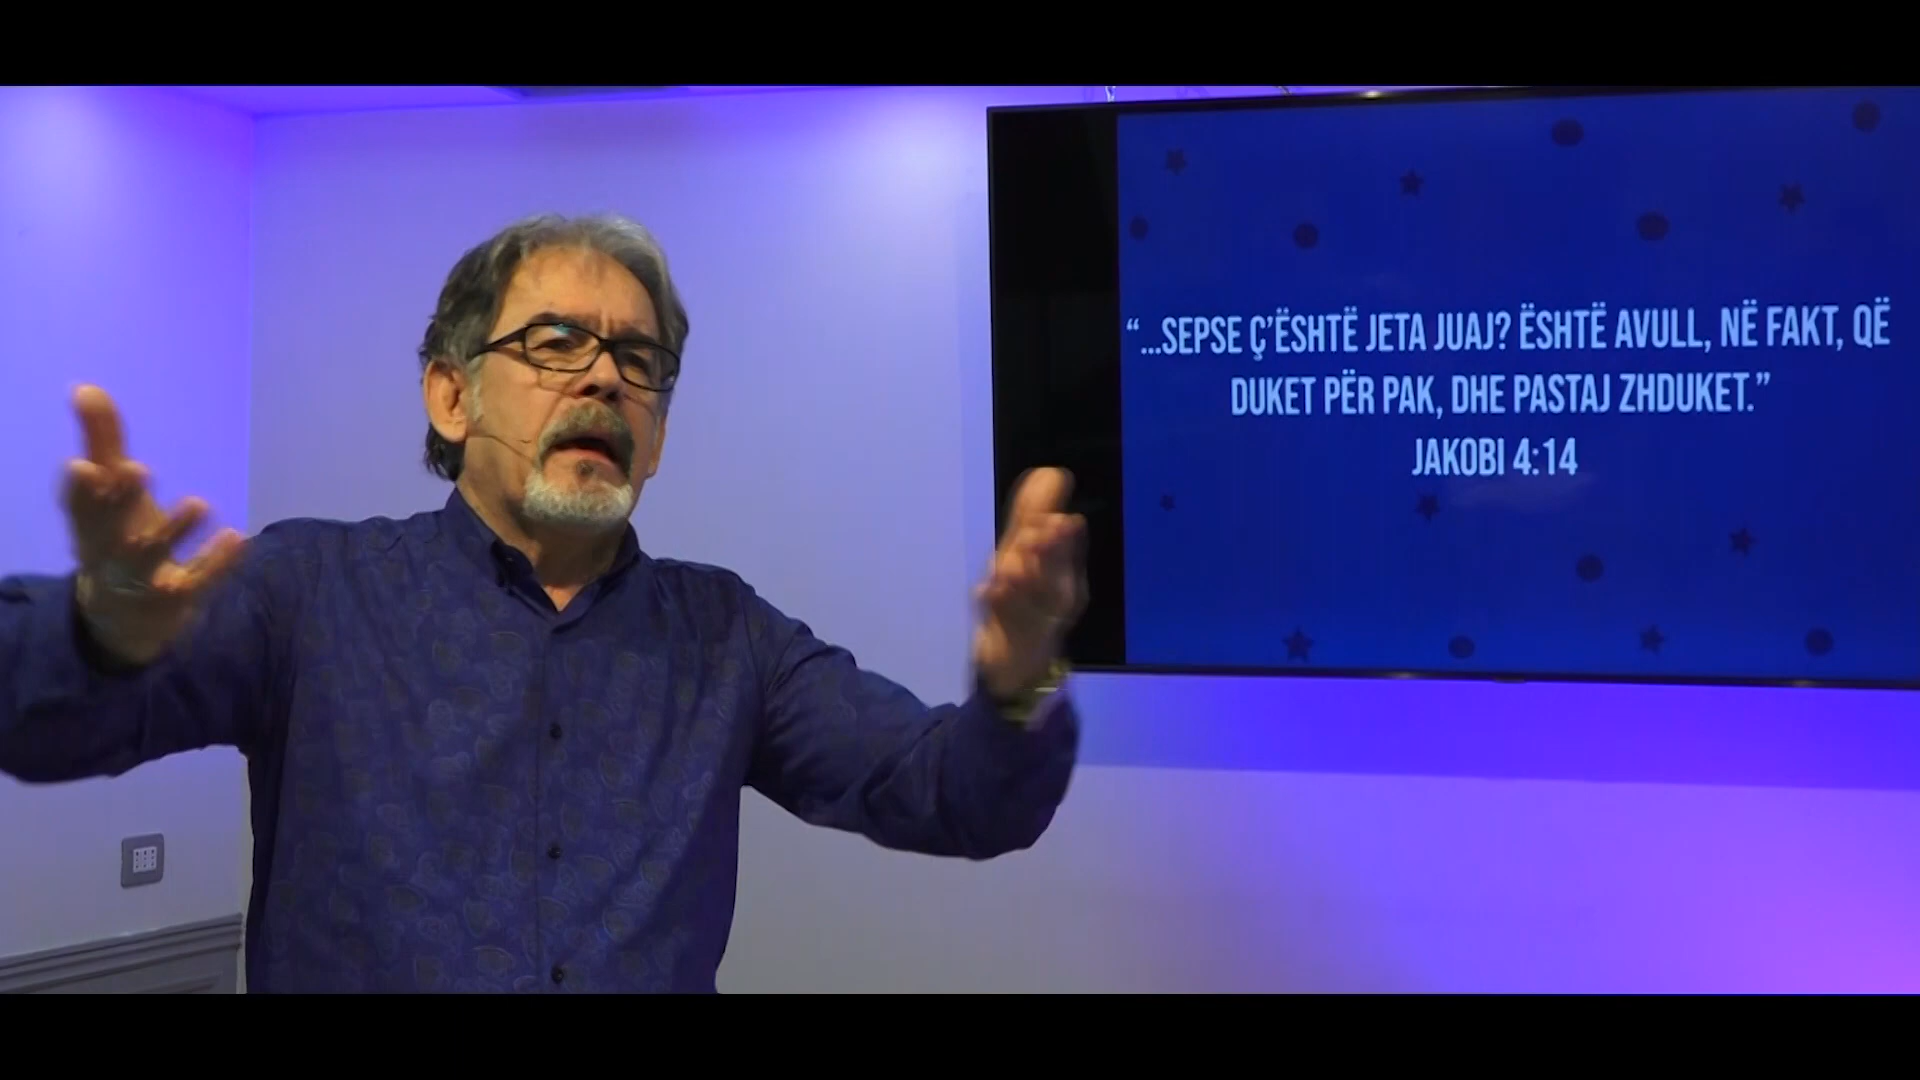 “...SEPSE Ç’ËSHTË JETA JUAJ? ËSHTË AVULL, NË FAKT, QË
DUKET PËR PAK, DHE PASTAJ ZHDUKET.”
JAKOBI 4:14